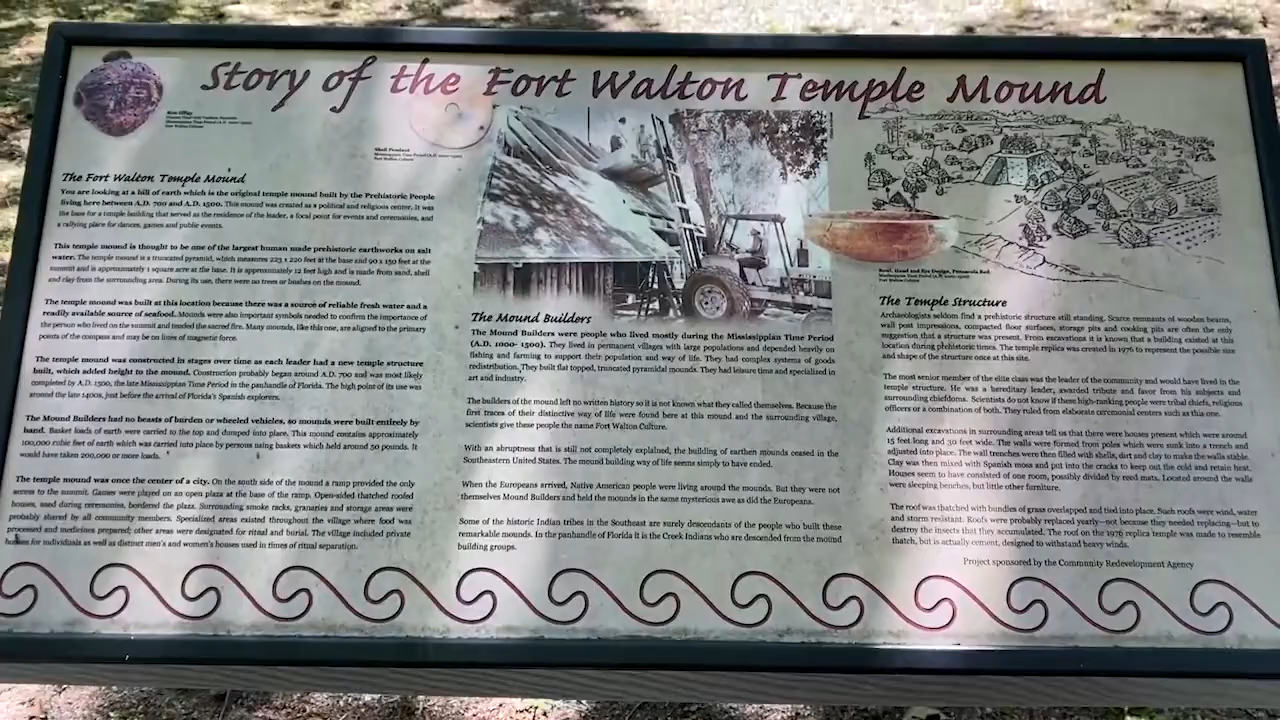 Story of the Fort Walton Temple Mound
Shell Pendant
Mississippian Time Period (A.D. 1000-1500)
Fort Walton Culture
The Fort Walton Temple Mound
You are looking at a hill of earth which is the original temple mound built by the Prehistoric People
living here between A.D. 700 and A.D. 1500. This mound was created as a political and religious center. It was
the base for a temple building that served as the residence of the leader, a focal point for events and ceremonies, and
a rallying place for dances, games and public events.
This temple mound is thought to be one of the largest human made prehistoric earthworks on salt
water. The temple mound is a truncated pyramid, which measures 223 x 220 feet at the base and 90 x 150 feet at the
summit and is approximately 1 square acre at the base. It is approximately 12 feet high and is made from sand, shell
and clay from the surrounding area. During its use, there were no trees or bushes on the mound.
The temple mound was built at this location because there was a source of reliable fresh water and a
readily available source of seafood. Mounds were also important symbols needed to confirm the importance of
the person who lived on the summit and tended the sacred fire. Many mounds, like this one, are aligned to the primary
points of the compass and may be on lines of magnetic force.
The temple mound was constructed in stages over time as each leader had a new temple structure
built, which added height to the mound. Construction probably began around A.D. 700 and was most likely
completed by A.D. 1500, the late Mississippian Time Period in the panhandle of Florida. The high point of its use was
around the late 1400s, just before the arrival of Florida's Spanish explorers.
The Mound Builders had no beasts of burden or wheeled vehicles, so mounds were built entirely by
hand. Basket loads of earth were carried to the top and dumped into place. This mound contains approximately
100,000 cubic feet of earth which was carried into place by persons using baskets which held around 50 pounds. It
would have taken 200,000 or more loads.
The temple mound was once the center of a city. On the south side of the mound a ramp provided the only
access to the summit. Games were played on an open plaza at the base of the ramp. Open-sided thatched roofed
houses, used during ceremonies, bordered the plaza. Surrounding smoke racks, granaries and storage areas were
probably shared by all community members. Specialized areas existed throughout the village where food was
processed and medicines prepared; other areas were designated for ritual and burial. The village included private
houses for individuals as well as distinct men's and women's houses used in times of ritual separation.
The Mound Builders
The Mound Builders were people who lived mostly during the Mississippian Time Period
(A.D. 1000- 1500). They lived in permanent villages with large populations and depended heavily on
fishing and farming to support their population and way of life. They had complex systems of goods
redistribution. They built flat topped, truncated pyramidal mounds. They had leisure time and specialized in
art and industry.
The builders of the mound left no written history so it is not known what they called themselves. Because the
first traces of their distinctive way of life were found here at this mound and the surrounding village,
scientists give these people the name Fort Walton Culture.
With an abruptness that is still not completely explained, the building of earthen mounds ceased in the
Southeastern United States. The mound building way of life seems simply to have ended.
When the Europeans arrived, Native American people were living around the mounds. But they were not
themselves Mound Builders and held the mounds in the same mysterious awe as did the Europeans.
Some of the historic Indian tribes in the Southeast are surely descendants of the people who built these
remarkable mounds. In the panhandle of Florida it is the Creek Indians who are descended from the mound
building groups.
Bowl, Hand and Eye Design, Pensacola Red
Mississippian Time Period (A.D. 1000-1500)
Fort Walton Culture
The Temple Structure
Archaeologists seldom find a prehistoric structure still standing. Scarce remnants of wooden beams,
wall post impressions, compacted floor surfaces, storage pits and cooking pits are often the only
suggestion that a structure was present. From excavations it is known that a building existed at this
location during prehistoric times. The temple replica was created in 1976 to represent the possible size
and shape of the structure once at this site.
The most senior member of the elite class was the leader of the community and would have lived in the
temple structure. He was a hereditary leader, awarded tribute and favor from his subjects and
surrounding chiefdoms. Scientists do not know if these high-ranking people were tribal chiefs, religious
officers or a combination of both. They ruled from elaborate ceremonial centers such as this one.
Additional excavations in surrounding areas tell us that there were houses present which were around
15 feet long and 30 feet wide. The walls were formed from poles which were sunk into a trench and
adjusted into place. The wall trenches were then filled with shells, dirt and clay to make the walls stable.
Clay was then mixed with Spanish moss and put into the cracks to keep out the cold and retain heat.
Houses seem to have consisted of one room, possibly divided by reed mats. Located around the walls
were sleeping benches, but little other furniture.
The roof was thatched with bundles of grass overlapped and tied into place. Such roofs were wind, water
and storm resistant. Roofs were probably replaced yearly—not because they needed replacing—but to
destroy the insects that they accumulated. The roof on the 1976 replica temple was made to resemble
thatch, but is actually cement, designed to withstand heavy winds.
Project sponsored by the Community Redevelopment Agency